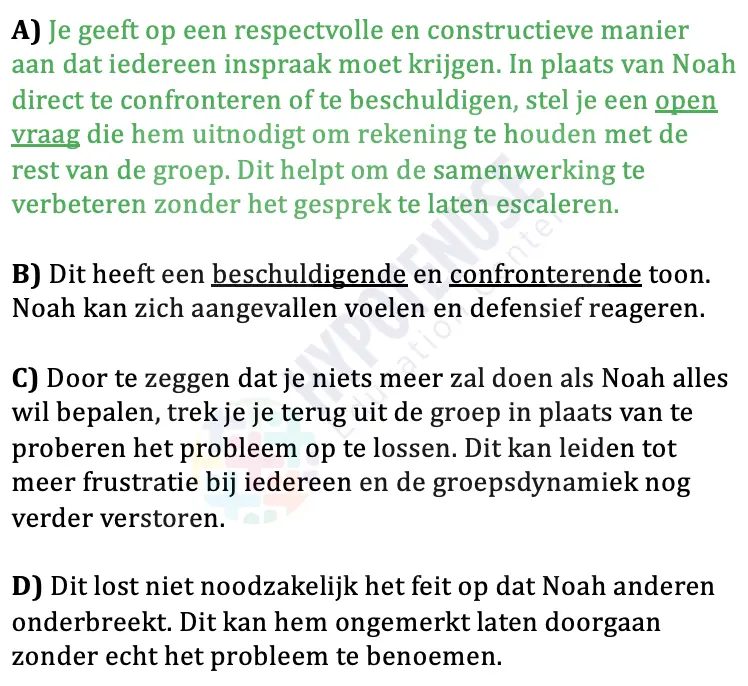 A) Je geeft op een respectvolle en constructieve manier
aan dat iedereen inspraak moet krijgen. In plaats van Noah
direct te confronteren of te beschuldigen, stel je een open
vraag die hem uitnodigt om rekening te houden met de
rest van de groep. Dit helpt om de samenwerking te
verbeteren zonder het gesprek te laten escaleren.
B) Dit heeft een beschuldigende en confronterende toon.
Noah kan zich aangevallen voelen en defensief reageren.
C) Door te zeggen dat je niets meer zal doen als Noah alles
wil bepalen, trek je je terug uit de groep in plaats van te
proberen het probleem op te lossen. Dit kan leiden tot
meer frustratie bij iedereen en de groepsdynamiek nog
verder verstoren.
D) Dit lost niet noodzakelijk het feit op dat Noah anderen
onderbreekt. Dit kan hem ongemerkt laten doorgaan
zonder echt het probleem te benoemen.
HYPOTENUSE
Education Center